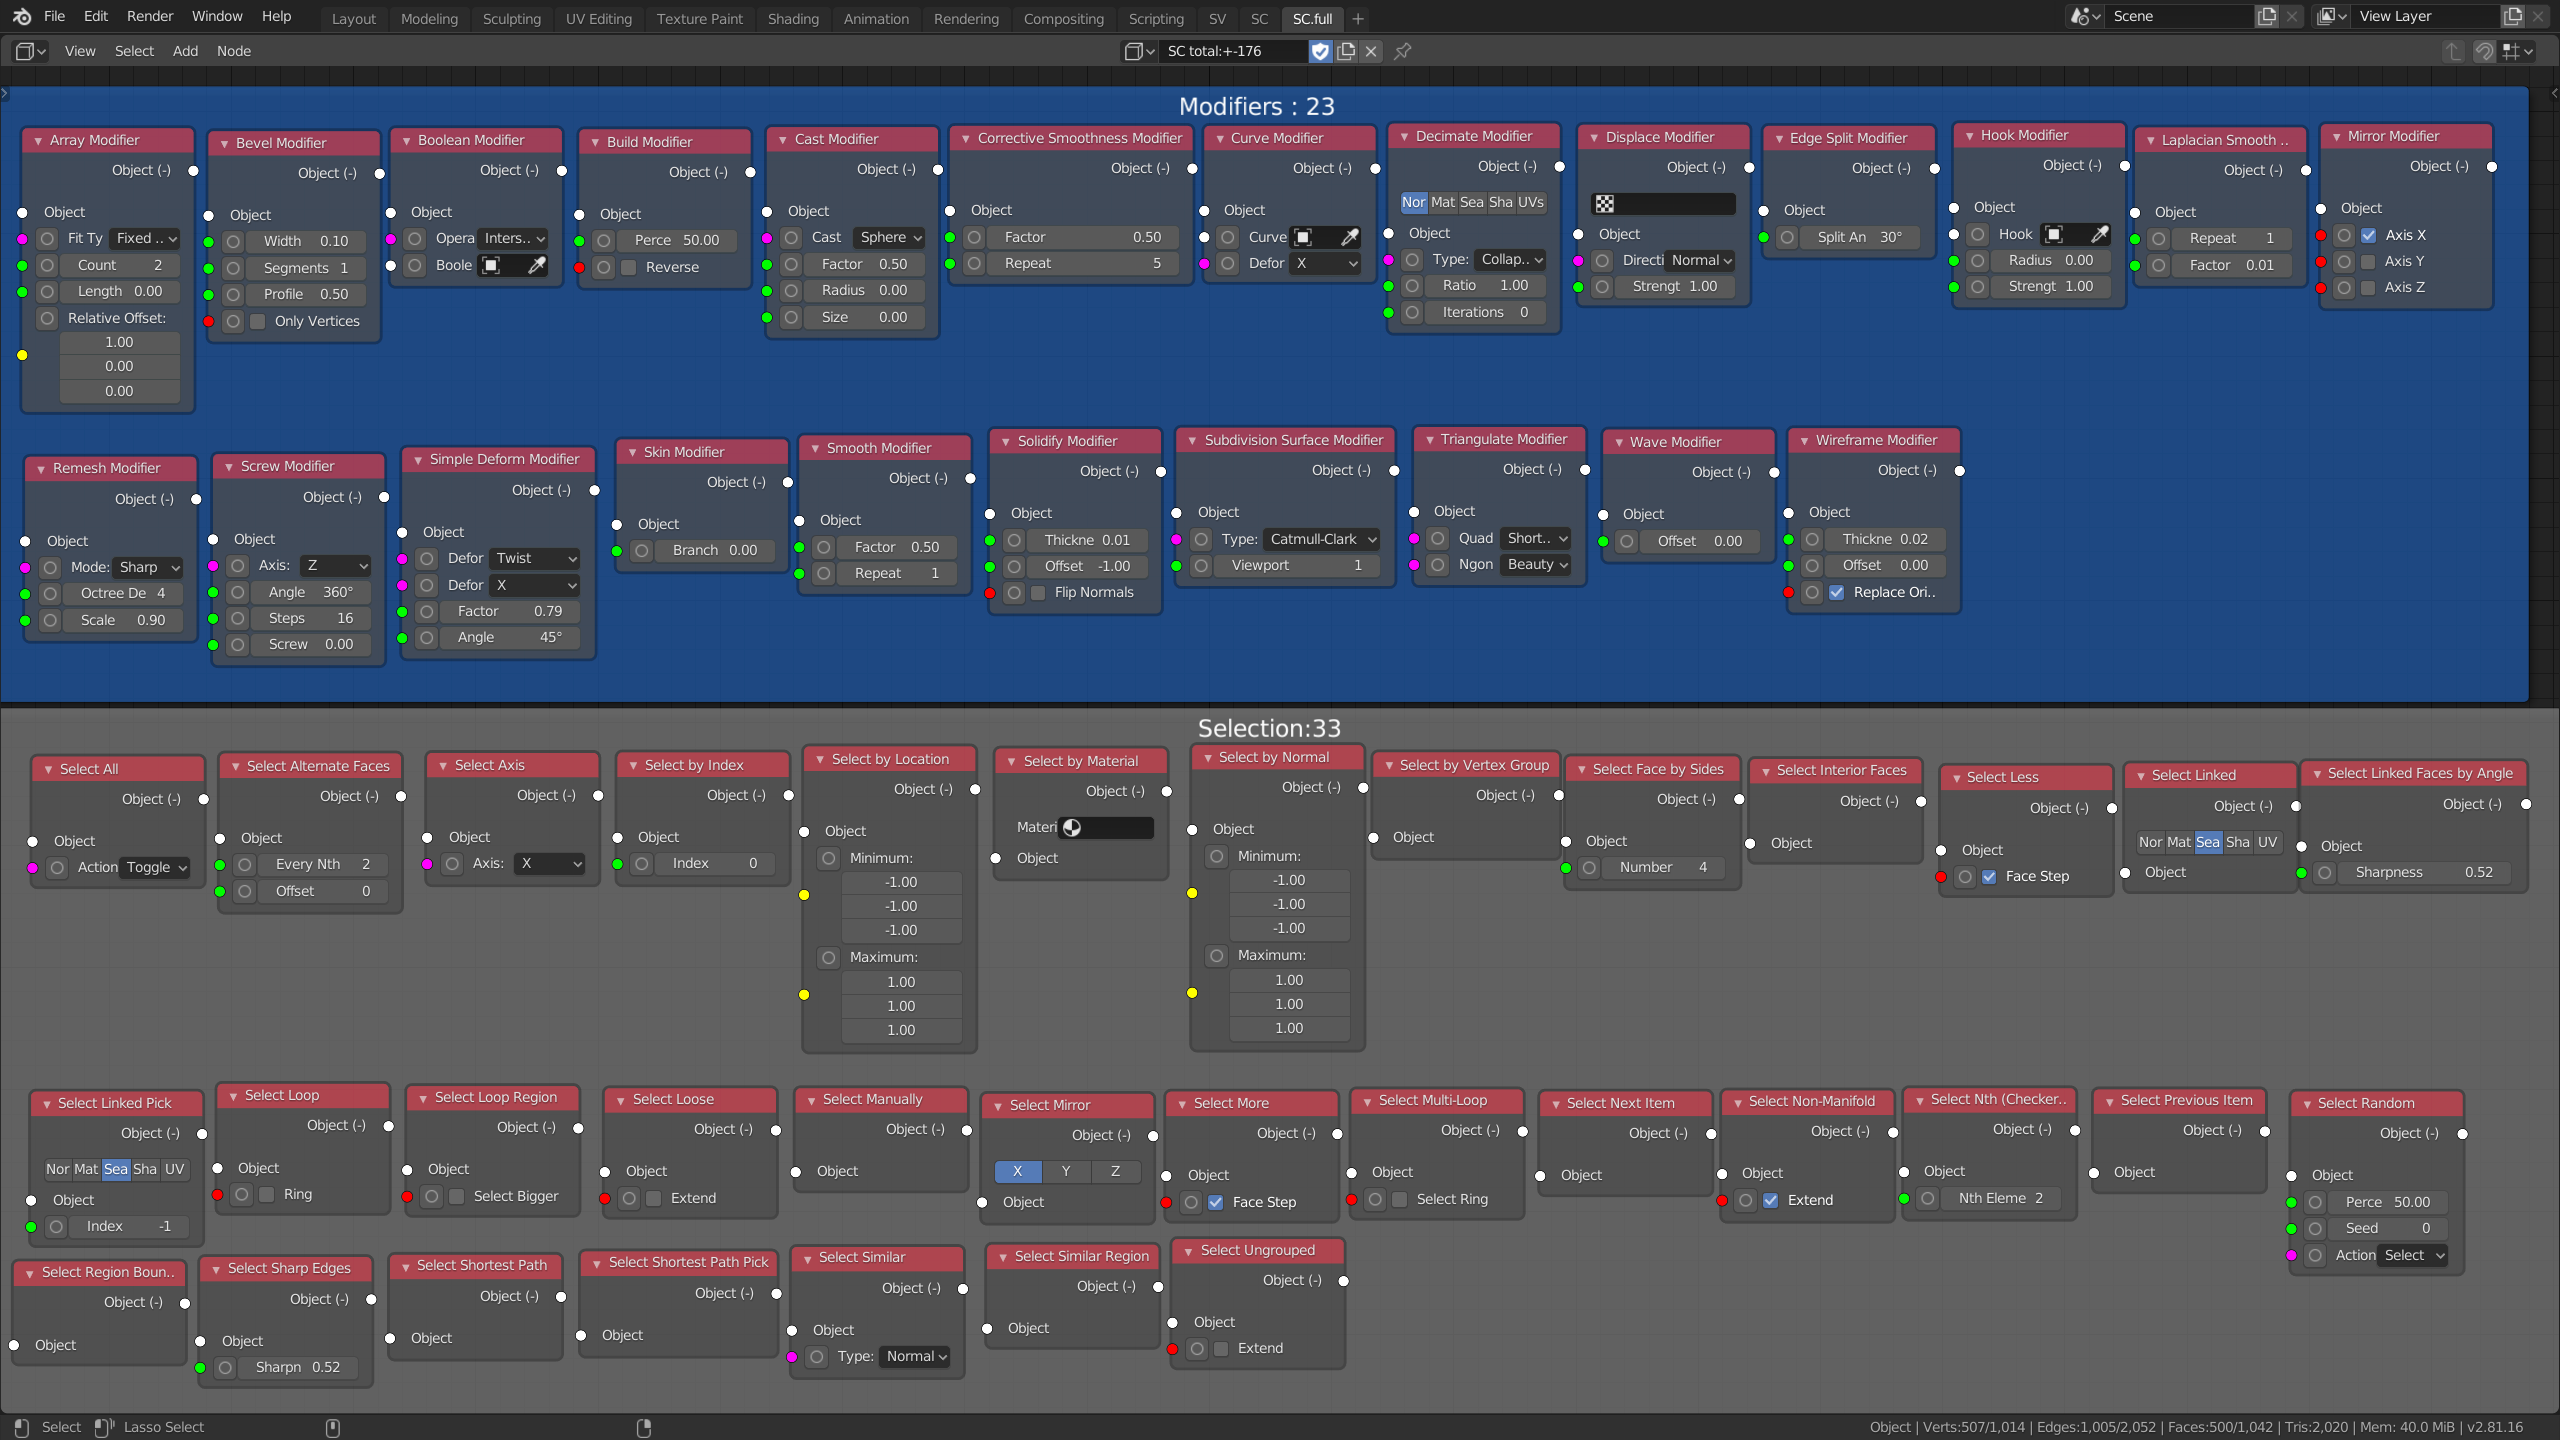 File Edit Render Window Help Layout Modeling Sculpting UV Editing Texture Paint Shading Animation Rendering Compositing Scripting SV SC SC.full + Scene View Layer
View Select Add Node SC total:+-176
Modifiers : 23
Array Modifier
Object (-)
Object
Fit Ty Fixed ..
Count 2
Length 0.00
Relative Offset:
1.00
0.00
0.00
Bevel Modifier
Object (-)
Object
Width 0.10
Segments 1
Profile 0.50
Only Vertices
Boolean Modifier
Object (-)
Object
Opera Inters..
Boole
Build Modifier
Object (-)
Object
Perce 50.00
Reverse
Cast Modifier
Object (-)
Object
Cast Sphere
Factor 0.50
Radius 0.00
Size 0.00
Corrective Smoothness Modifier
Object (-)
Object
Factor 0.50
Repeat 5
Curve Modifier
Object (-)
Object
Curve
Defor X
Decimate Modifier
Object (-)
Nor Mat Sea Sha UVs
Object
Type: Collap..
Ratio 1.00
Iterations 0
Displace Modifier
Object (-)
Object
Directi Normal
Strengt 1.00
Edge Split Modifier
Object (-)
Object
Split An 30°
Hook Modifier
Object (-)
Object
Hook
Radius 0.00
Strengt 1.00
Laplacian Smooth ..
Object (-)
Object
Repeat 1
Factor 0.01
Mirror Modifier
Object (-)
Object
Axis X
Axis Y
Axis Z
Remesh Modifier
Object (-)
Object
Mode: Sharp
Octree De 4
Scale 0.90
Screw Modifier
Object (-)
Object
Axis: Z
Angle 360°
Steps 16
Screw 0.00
Simple Deform Modifier
Object (-)
Object
Defor Twist
Defor X
Factor 0.79
Angle 45°
Skin Modifier
Object (-)
Object
Branch 0.00
Smooth Modifier
Object (-)
Object
Factor 0.50
Repeat 1
Solidify Modifier
Object (-)
Object
Thickne 0.01
Offset -1.00
Flip Normals
Subdivision Surface Modifier
Object (-)
Object
Type: Catmull-Clark
Viewport 1
Triangulate Modifier
Object (-)
Object
Quad Short..
Ngon Beauty
Wave Modifier
Object (-)
Object
Offset 0.00
Wireframe Modifier
Object (-)
Object
Thickne 0.02
Offset 0.00
Replace Ori..
Selection:33
Select All
Object (-)
Object
Action Toggle
Select Alternate Faces
Object (-)
Object
Every Nth 2
Offset 0
Select Axis
Object (-)
Object
Axis: X
Select by Index
Object (-)
Object
Index 0
Select by Location
Object (-)
Object
Minimum:
-1.00
-1.00
-1.00
Maximum:
1.00
1.00
1.00
Select by Material
Object (-)
Materi
Object
Select by Normal
Object (-)
Object
Minimum:
-1.00
-1.00
-1.00
Maximum:
1.00
1.00
1.00
Select by Vertex Group
Object (-)
Object
Select Face by Sides
Object (-)
Object
Number 4
Select Interior Faces
Object (-)
Object
Select Less
Object (-)
Object
Face Step
Select Linked
Object (-)
Nor Mat Sea Sha UV
Object
Select Linked Faces by Angle
Object (-)
Object
Sharpness 0.52
Select Linked Pick
Object (-)
Nor Mat Sea Sha UV
Object
Index -1
Select Loop
Object (-)
Object
Ring
Select Loop Region
Object (-)
Object
Select Bigger
Select Loose
Object (-)
Object
Extend
Select Manually
Object (-)
Object
Select Mirror
Object (-)
X Y Z
Object
Select More
Object (-)
Object
Face Step
Select Multi-Loop
Object (-)
Object
Select Ring
Select Next Item
Object (-)
Object
Select Non-Manifold
Object (-)
Object
Extend
Select Nth (Checker..
Object (-)
Object
Nth Eleme 2
Select Previous Item
Object (-)
Object
Select Random
Object (-)
Object
Perce 50.00
Seed 0
Action Select
Select Region Boun..
Object (-)
Object
Select Sharp Edges
Object (-)
Object
Sharpn 0.52
Select Shortest Path
Object (-)
Object
Select Shortest Path Pick
Object (-)
Object
Select Similar
Object (-)
Object
Type: Normal
Select Similar Region
Object (-)
Object
Select Ungrouped
Object (-)
Object
Extend
Select Lasso Select Object | Verts:507/1,014 | Edges:1,005/2,052 | Faces:500/1,042 | Tris:2,020 | Mem: 40.0 MiB | v2.81.16